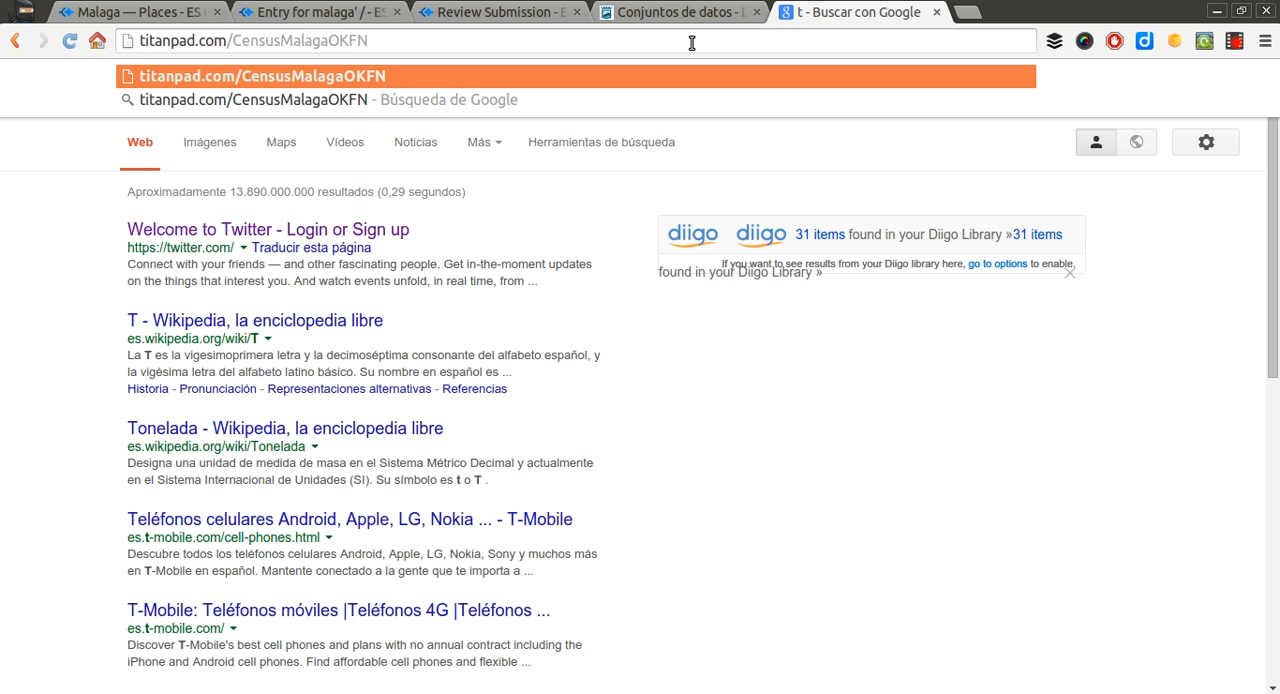 Malaga — Places - ES
Entry for malaga' / - ES
Review Submission - E
Conjuntos de datos - D
t - Buscar con Google
titanpad.com/CensusMalagaOKFN
titanpad.com/CensusMalagaOKFN
titanpad.com/CensusMalagaOKFN - Búsqueda de Google
Web Imágenes Maps Vídeos Noticias Más Herramientas de búsqueda
Aproximadamente 13.890.000.000 resultados (0,29 segundos)
Welcome to Twitter - Login or Sign up
https://twitter.com/ Traducir esta página
Connect with your friends — and other fascinating people. Get in-the-moment updates
on the things that interest you. And watch events unfold, in real time, from ...
T - Wikipedia, la enciclopedia libre
es.wikipedia.org/wiki/T
La T es la vigesimoprimera letra y la decimoséptima consonante del alfabeto español, y
la vigésima letra del alfabeto latino básico. Su nombre en español es ...
Historia - Pronunciación - Representaciones alternativas - Referencias
Tonelada - Wikipedia, la enciclopedia libre
es.wikipedia.org/wiki/Tonelada
Designa una unidad de medida de masa en el Sistema Métrico Decimal y actualmente
en el Sistema Internacional de Unidades (SI). Su símbolo es t o T .
Teléfonos celulares Android, Apple, LG, Nokia ... - T-Mobile
es.t-mobile.com/cell-phones.html
Descubre todos los teléfonos celulares Android, Apple, LG, Nokia, Sony y muchos más
en T-Mobile en español. Mantente conectado a la gente que te importa a ...
T-Mobile: Teléfonos móviles |Teléfonos 4G |Teléfonos ...
es.t-mobile.com/
Discover T-Mobile's best cell phones and plans with no annual contract including the
iPhone and Android cell phones. Find affordable cell phones and flexible ...
diigo diigo 31 items found in your Diigo Library »31 items
If you want to see results from your Diigo library here, go to options to enable.
found in your Diigo Library »